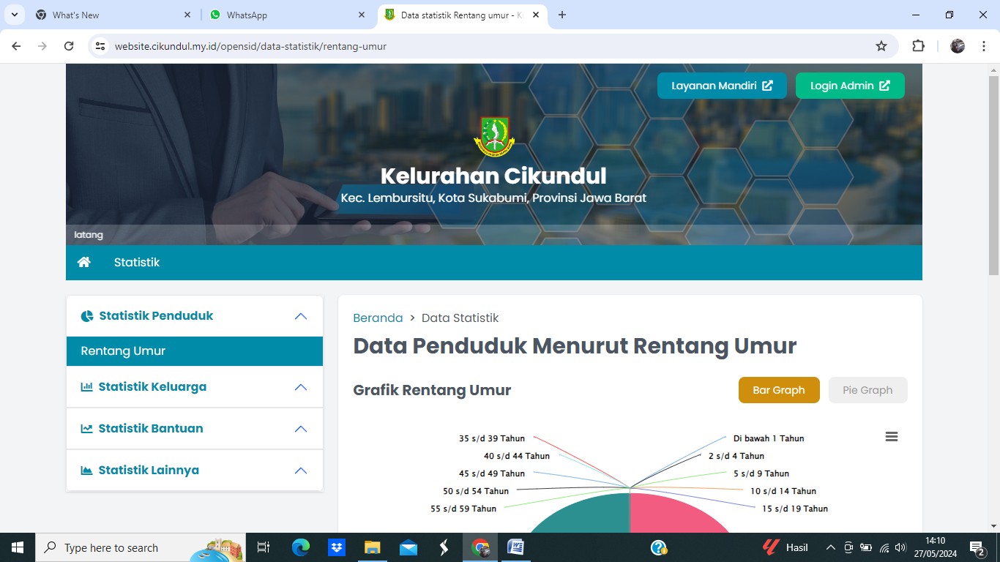 What's New
WhatsApp
Data statistik Rentang umur - K
website.cikundul.my.id/opensid/data-statistik/rentang-umur
Layanan Mandiri
Login Admin
Kelurahan Cikundul
Kec. Lembursitu, Kota Sukabumi, Provinsi Jawa Barat
latang
Statistik
Statistik Penduduk
Rentang Umur
Statistik Keluarga
Statistik Bantuan
Statistik Lainnya
Beranda > Data Statistik
Data Penduduk Menurut Rentang Umur
Grafik Rentang Umur
Bar Graph
Pie Graph
35 s/d 39 Tahun
40 s/d 44 Tahun
45 s/d 49 Tahun
50 s/d 54 Tahun
55 s/d 59 Tahun
Di bawah 1 Tahun
2 s/d 4 Tahun
5 s/d 9 Tahun
10 s/d 14 Tahun
15 s/d 19 Tahun
Type here to search
Hasil
14:10
27/05/2024
2